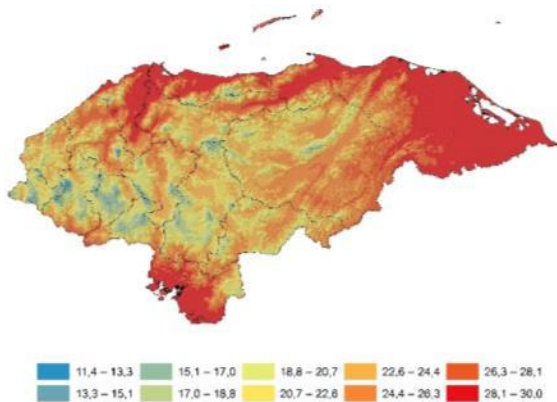 11,4 – 13,3 15,1 – 17,0 18,8 – 20,7 22,6 – 24,4 26,3 – 28,1
13,3 – 15,1 17,0 – 18,8 20,7 – 22,6 24,4 – 26,3 28,1 – 30,0